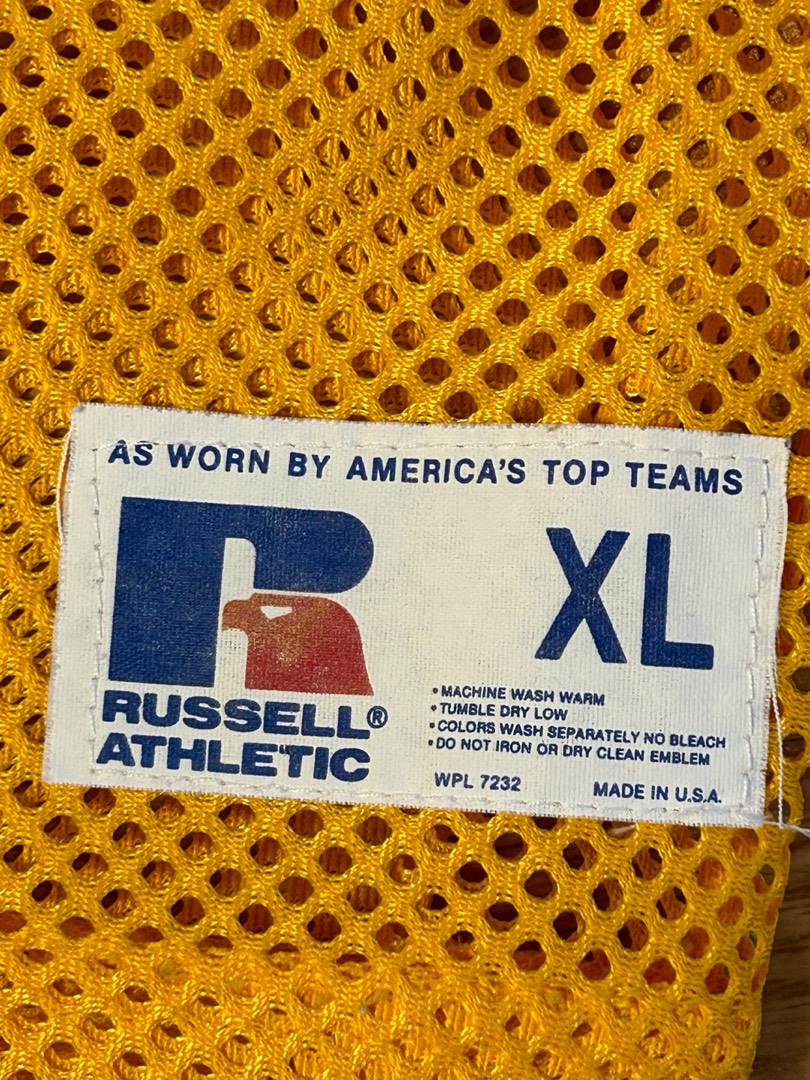 AS WORN BY AMERICA'S TOP TEAMS
R
XL
RUSSELL®
ATHLETIC
• MACHINE WASH WARM
• TUMBLE DRY LOW
• COLORS WASH SEPARATELY NO BLEACH
• DO NOT IRON OR DRY CLEAN EMBLEM
WPL 7232
MADE IN U.S.A.